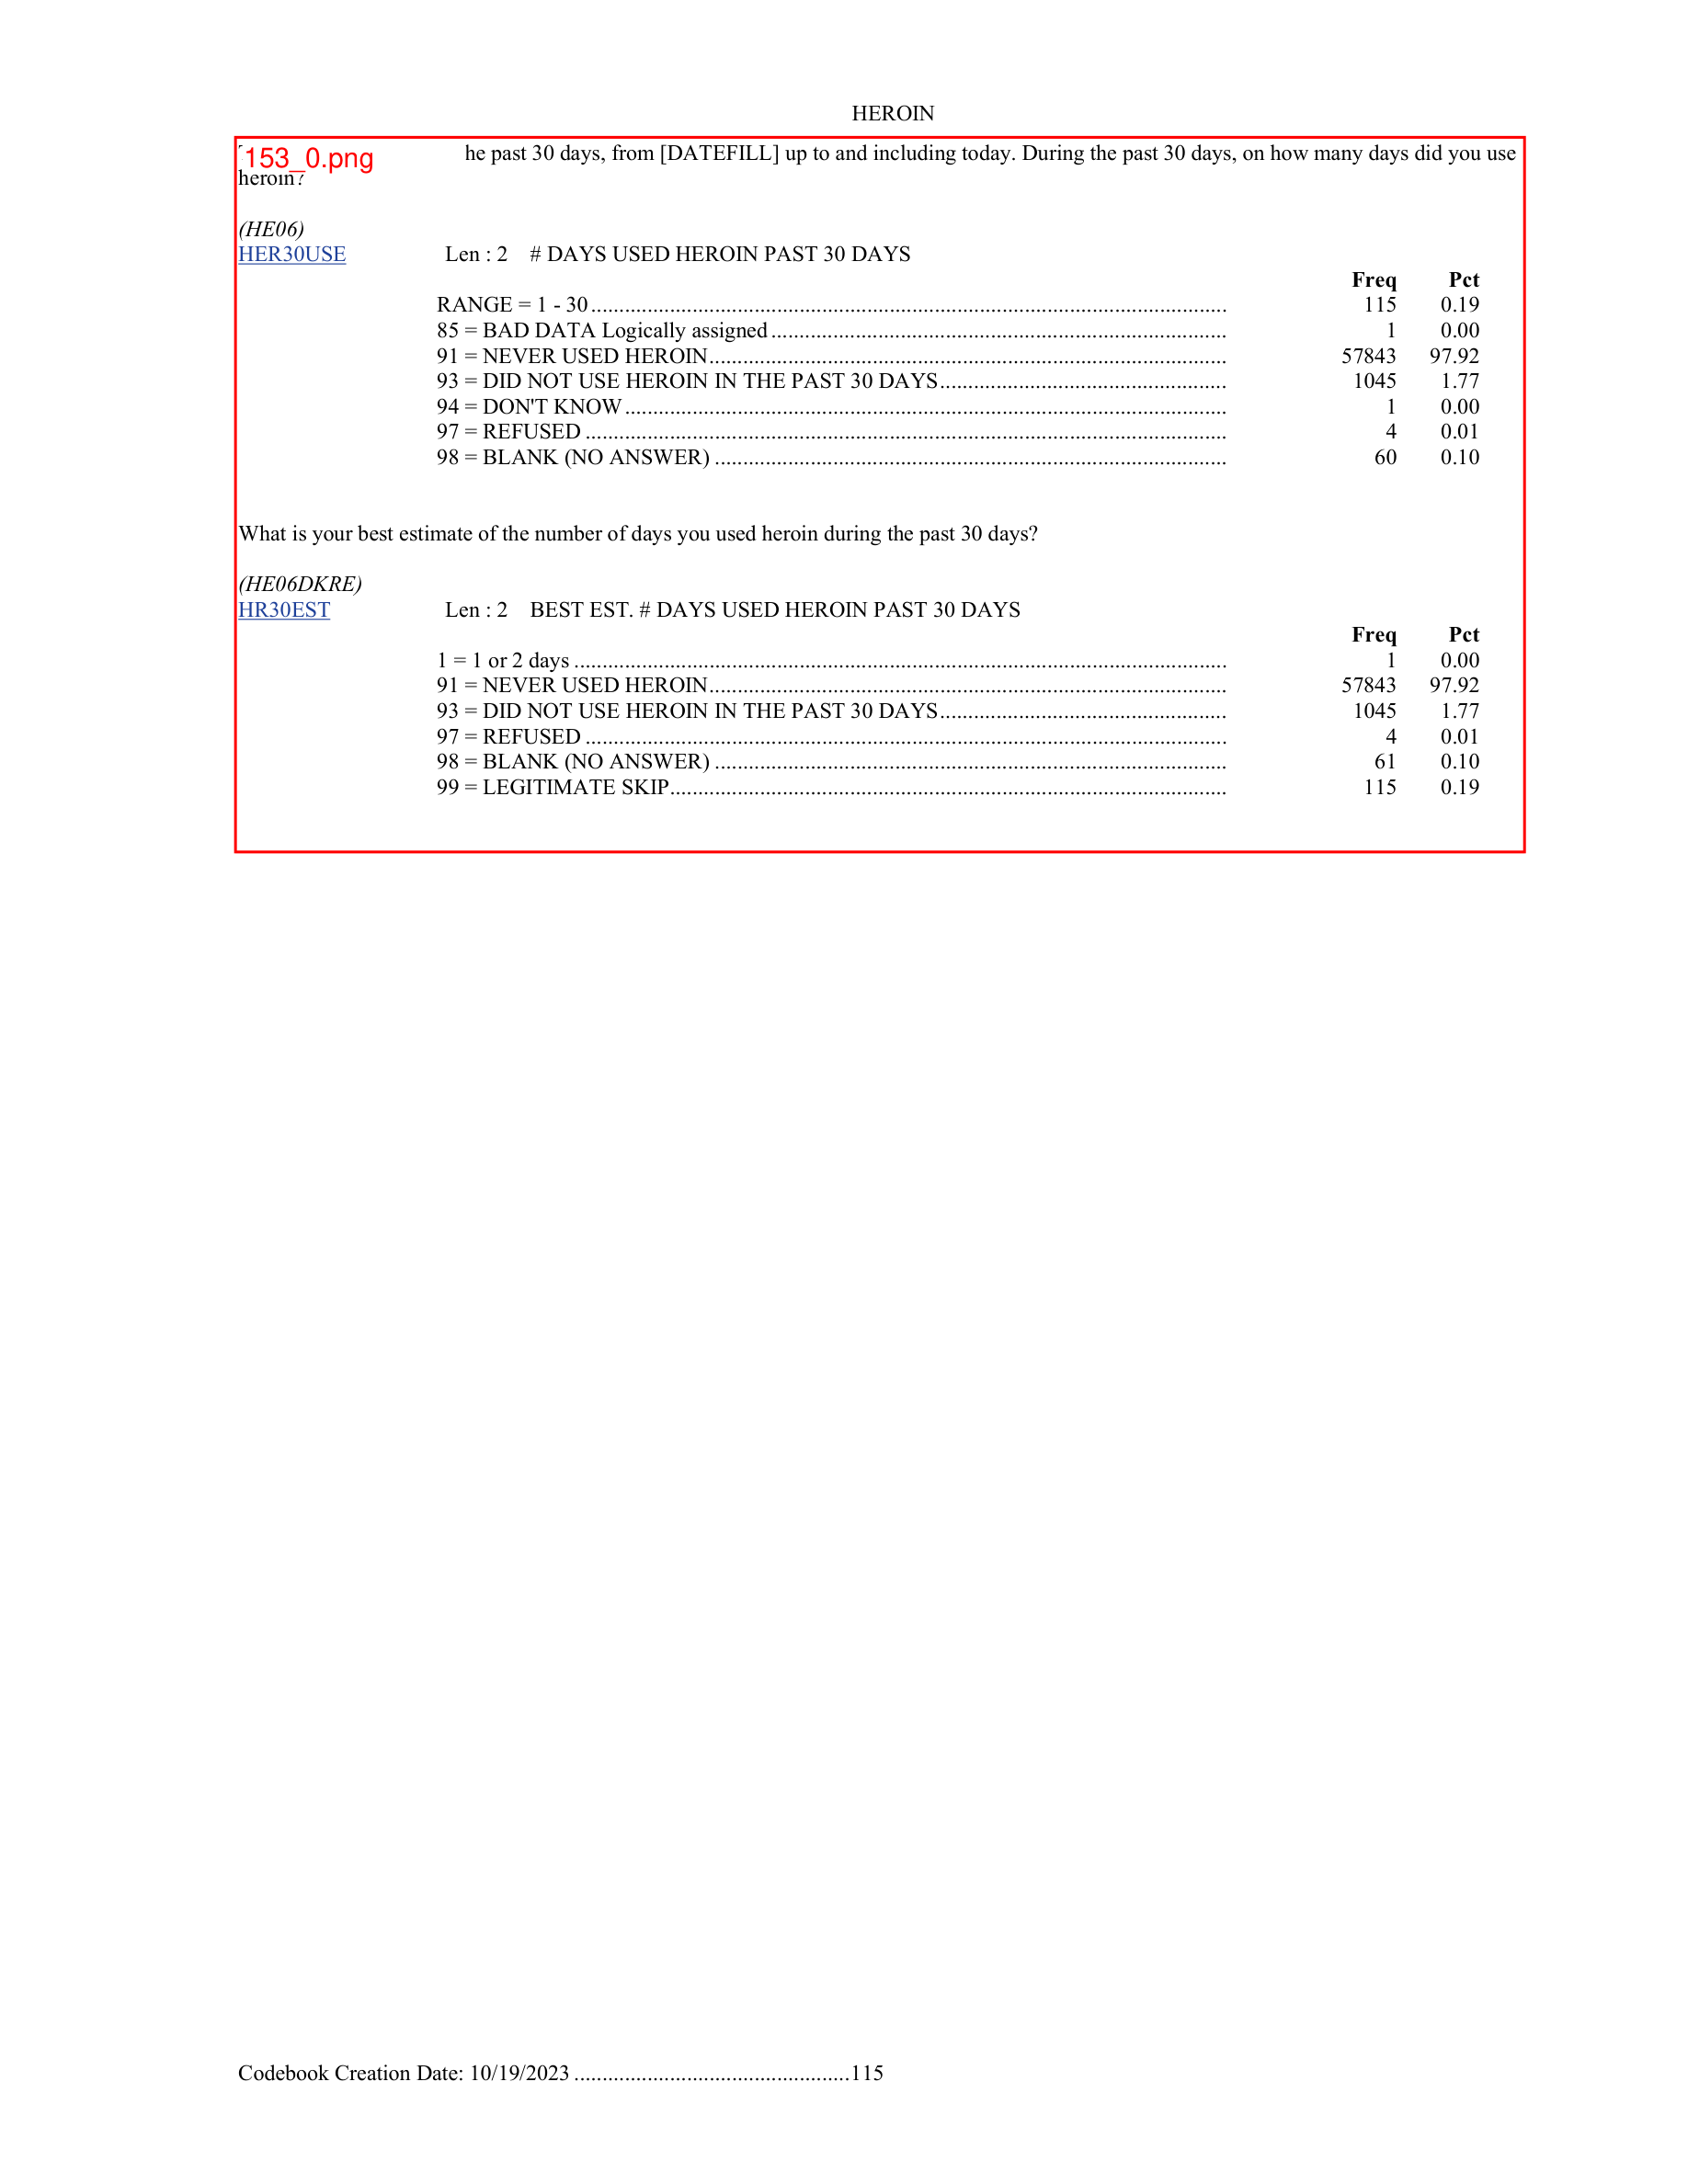 HEROIN
153_0.png he past 30 days, from [DATEFILL] up to and including today. During the past 30 days, on how many days did you use
heroin?
(HE06)
HER30USE Len : 2 # DAYS USED HEROIN PAST 30 DAYS
Freq Pct
RANGE = 1 - 30 ........................................ 115 0.19
85 = BAD DATA Logically assigned ........................................ 1 0.00
91 = NEVER USED HEROIN ........................................ 57843 97.92
93 = DID NOT USE HEROIN IN THE PAST 30 DAYS ........................................ 1045 1.77
94 = DON'T KNOW ........................................ 1 0.00
97 = REFUSED ........................................ 4 0.01
98 = BLANK (NO ANSWER) ........................................ 60 0.10
What is your best estimate of the number of days you used heroin during the past 30 days?
(HE06DKRE)
HR30EST Len : 2 BEST EST. # DAYS USED HEROIN PAST 30 DAYS
Freq Pct
1 = 1 or 2 days ........................................ 1 0.00
91 = NEVER USED HEROIN ........................................ 57843 97.92
93 = DID NOT USE HEROIN IN THE PAST 30 DAYS ........................................ 1045 1.77
97 = REFUSED ........................................ 4 0.01
98 = BLANK (NO ANSWER) ........................................ 61 0.10
99 = LEGITIMATE SKIP ........................................ 115 0.19
Codebook Creation Date: 10/19/2023 ........................................ 115